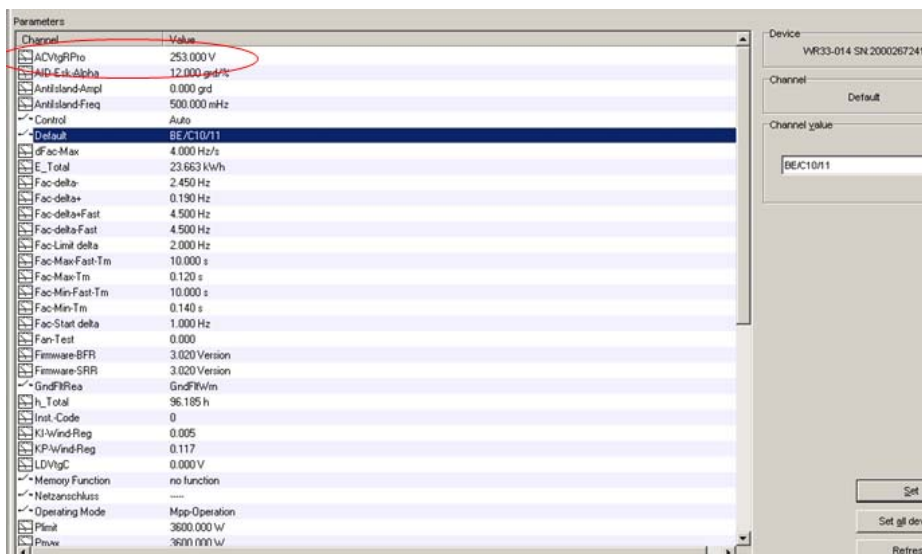 Parameters
Channel Value
ACVtgRPro 253.000 V
AID-Esk-Alpha 12.000 grd/%
AntiIsland-Ampl 0.000 grd
AntiIsland-Freq 500.000 mHz
Control Auto
Default BE/C10/11
dFac-Max 4.000 Hz/s
E_Total 23.663 kWh
Fac-delta- 2.450 Hz
Fac-delta+ 0.190 Hz
Fac-delta+Fast 4.500 Hz
Fac-delta-Fast 4.500 Hz
Fac-Limit delta 2.000 Hz
Fac-Max-Fast-Tm 10.000 s
Fac-Max-Tm 0.120 s
Fac-Min-Fast-Tm 10.000 s
Fac-Min-Tm 0.140 s
Fac-Start delta 1.000 Hz
Fan-Test 0.000
Firmware-BFR 3.020 Version
Firmware-SRR 3.020 Version
GndFltRea GndFltWrn
h_Total 96.185 h
Inst.-Code 0
KI-Wind-Reg 0.005
KP-Wind-Reg 0.117
LDVtgC 0.000 V
Memory Function no function
Netzanschluss -----
Operating Mode Mpp-Operation
Plimit 3600.000 W
Pmax 3600.000 W
Device
WR33-014 SN:2000267241
Channel
Default
Channel value
BE/C10/11
Set
Set all dev
Refres